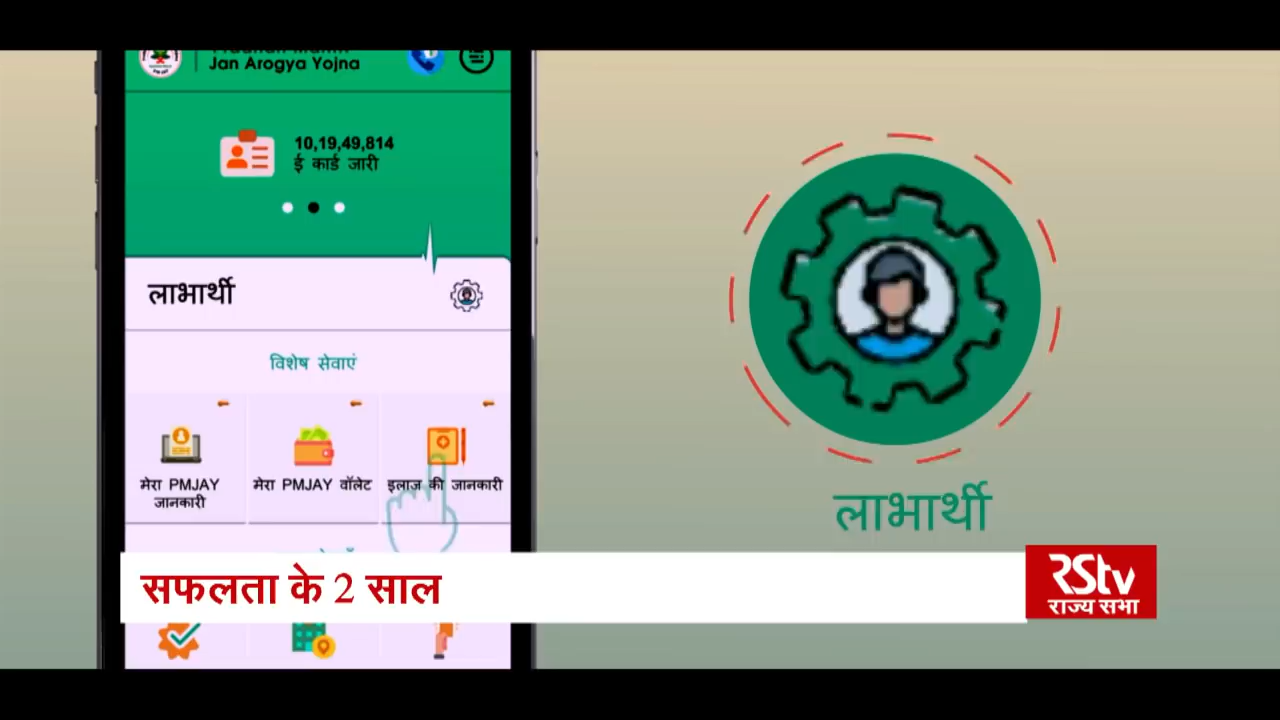 Jan Arogya Yojna
10,19,49,814
ई कार्ड जारी
लाभार्थी
विशेष सेवाएं
मेरा PMJAY
जानकारी
मेरा PMJAY वॉलेट
इलाज की जानकारी
लाभार्थी
सफलता के 2 साल
RStv
राज्य सभा